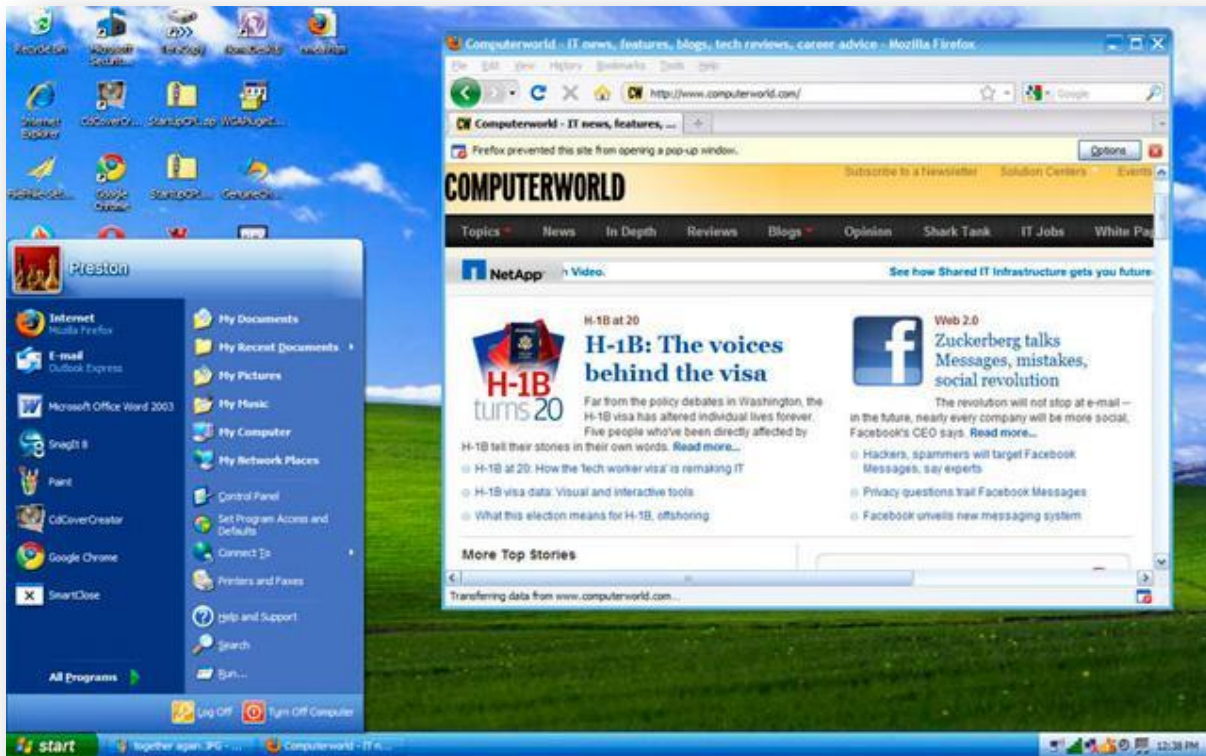 Recycle Bin
Internet
Explorer
Google
Chrome
Preston
Internet
Mozilla Firefox
E-mail
Outlook Express
Microsoft Office Word 2003
SnagIt 8
Paint
CdCoverCreator
Google Chrome
SmartClose
All Programs
My Documents
My Recent Documents
My Pictures
My Music
My Computer
My Network Places
Control Panel
Set Program Access and
Defaults
Connect To
Printers and Faxes
Help and Support
Search
Run...
Log Off
Turn Off Computer
Computerworld - IT news, features, blogs, tech reviews, career advice - Mozilla Firefox
File Edit View History Bookmarks Tools Help
CW http://www.computerworld.com/ Google
CW Computerworld - IT news, features, ...
Firefox prevented this site from opening a pop-up window. Options
Subscribe to a Newsletter Solution Centers Events
COMPUTERWORLD
Topics News In Depth Reviews Blogs Opinion Shark Tank IT Jobs White Pap
NetApp h Video. See how Shared IT Infrastructure gets you future
H-1B
turns 20
H-1B at 20
H-1B: The voices
behind the visa
Far from the policy debates in Washington, the
H-1B visa has altered individual lives forever.
Five people who've been directly affected by
H-1B tell their stories in their own words. Read more...
H-1B at 20: How the 'tech worker visa' is remaking IT
H-1B visa data: Visual and interactive tools
What this election means for H-1B, offshoring
Web 2.0
Zuckerberg talks
Messages, mistakes,
social revolution
The revolution will not stop at e-mail --
in the future, nearly every company will be more social,
Facebook's CEO says. Read more...
Hackers, spammers will target Facebook
Messages, say experts
Privacy questions trail Facebook Messages
Facebook unveils new messaging system
More Top Stories
Transferring data from www.computerworld.com...
start
together again.JPG - ...
Computerworld - IT n...
12:38 PM